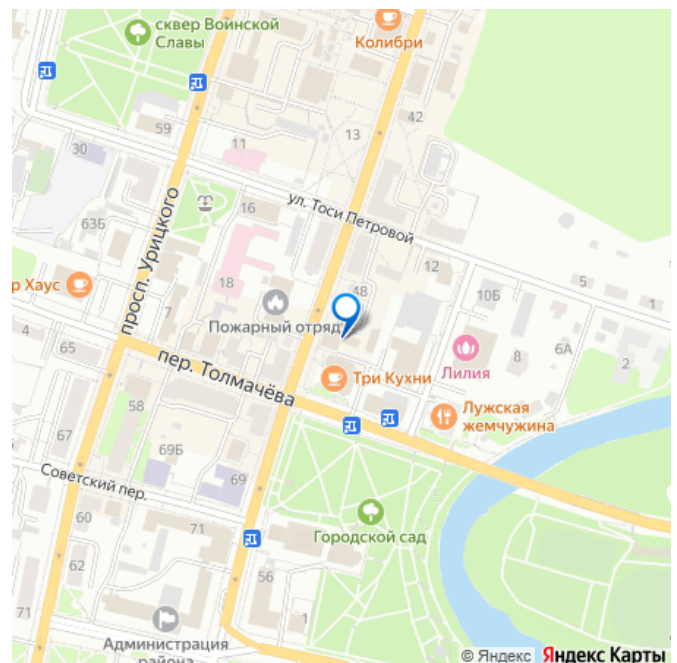 сквер Воинской
Славы
Колибри
59
13
42
11
30
ул. Тоси Петровой
просп. Урицкого
63Б
16
12
5
1
18
48
10Б
р Хаус
7
Пожарный отряд
4
65
пер. Толмачёва
Три Кухни
Лилия
8
6А
2
58
Лужская
жемчужина
67
69Б
69
Советский пер.
60
71
Городской сад
62
56
1
71
Администрация
района
© Яндекс Яндекс Карты